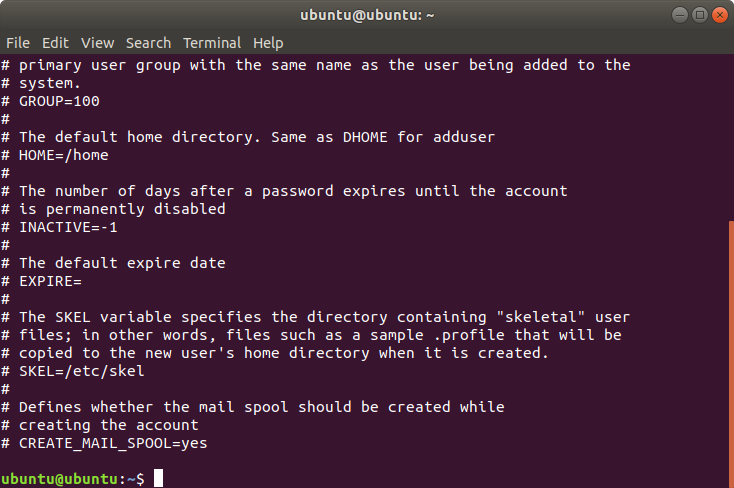 ubuntu@ubuntu: ~
File Edit View Search Terminal Help
# primary user group with the same name as the user being added to the
# system.
# GROUP=100
#
# The default home directory. Same as DHOME for adduser
# HOME=/home
#
# The number of days after a password expires until the account
# is permanently disabled
# INACTIVE=-1
#
# The default expire date
# EXPIRE=
#
# The SKEL variable specifies the directory containing "skeletal" user
# files; in other words, files such as a sample .profile that will be
# copied to the new user's home directory when it is created.
# SKEL=/etc/skel
#
# Defines whether the mail spool should be created while
# creating the account
# CREATE_MAIL_SPOOL=yes
ubuntu@ubuntu:~$